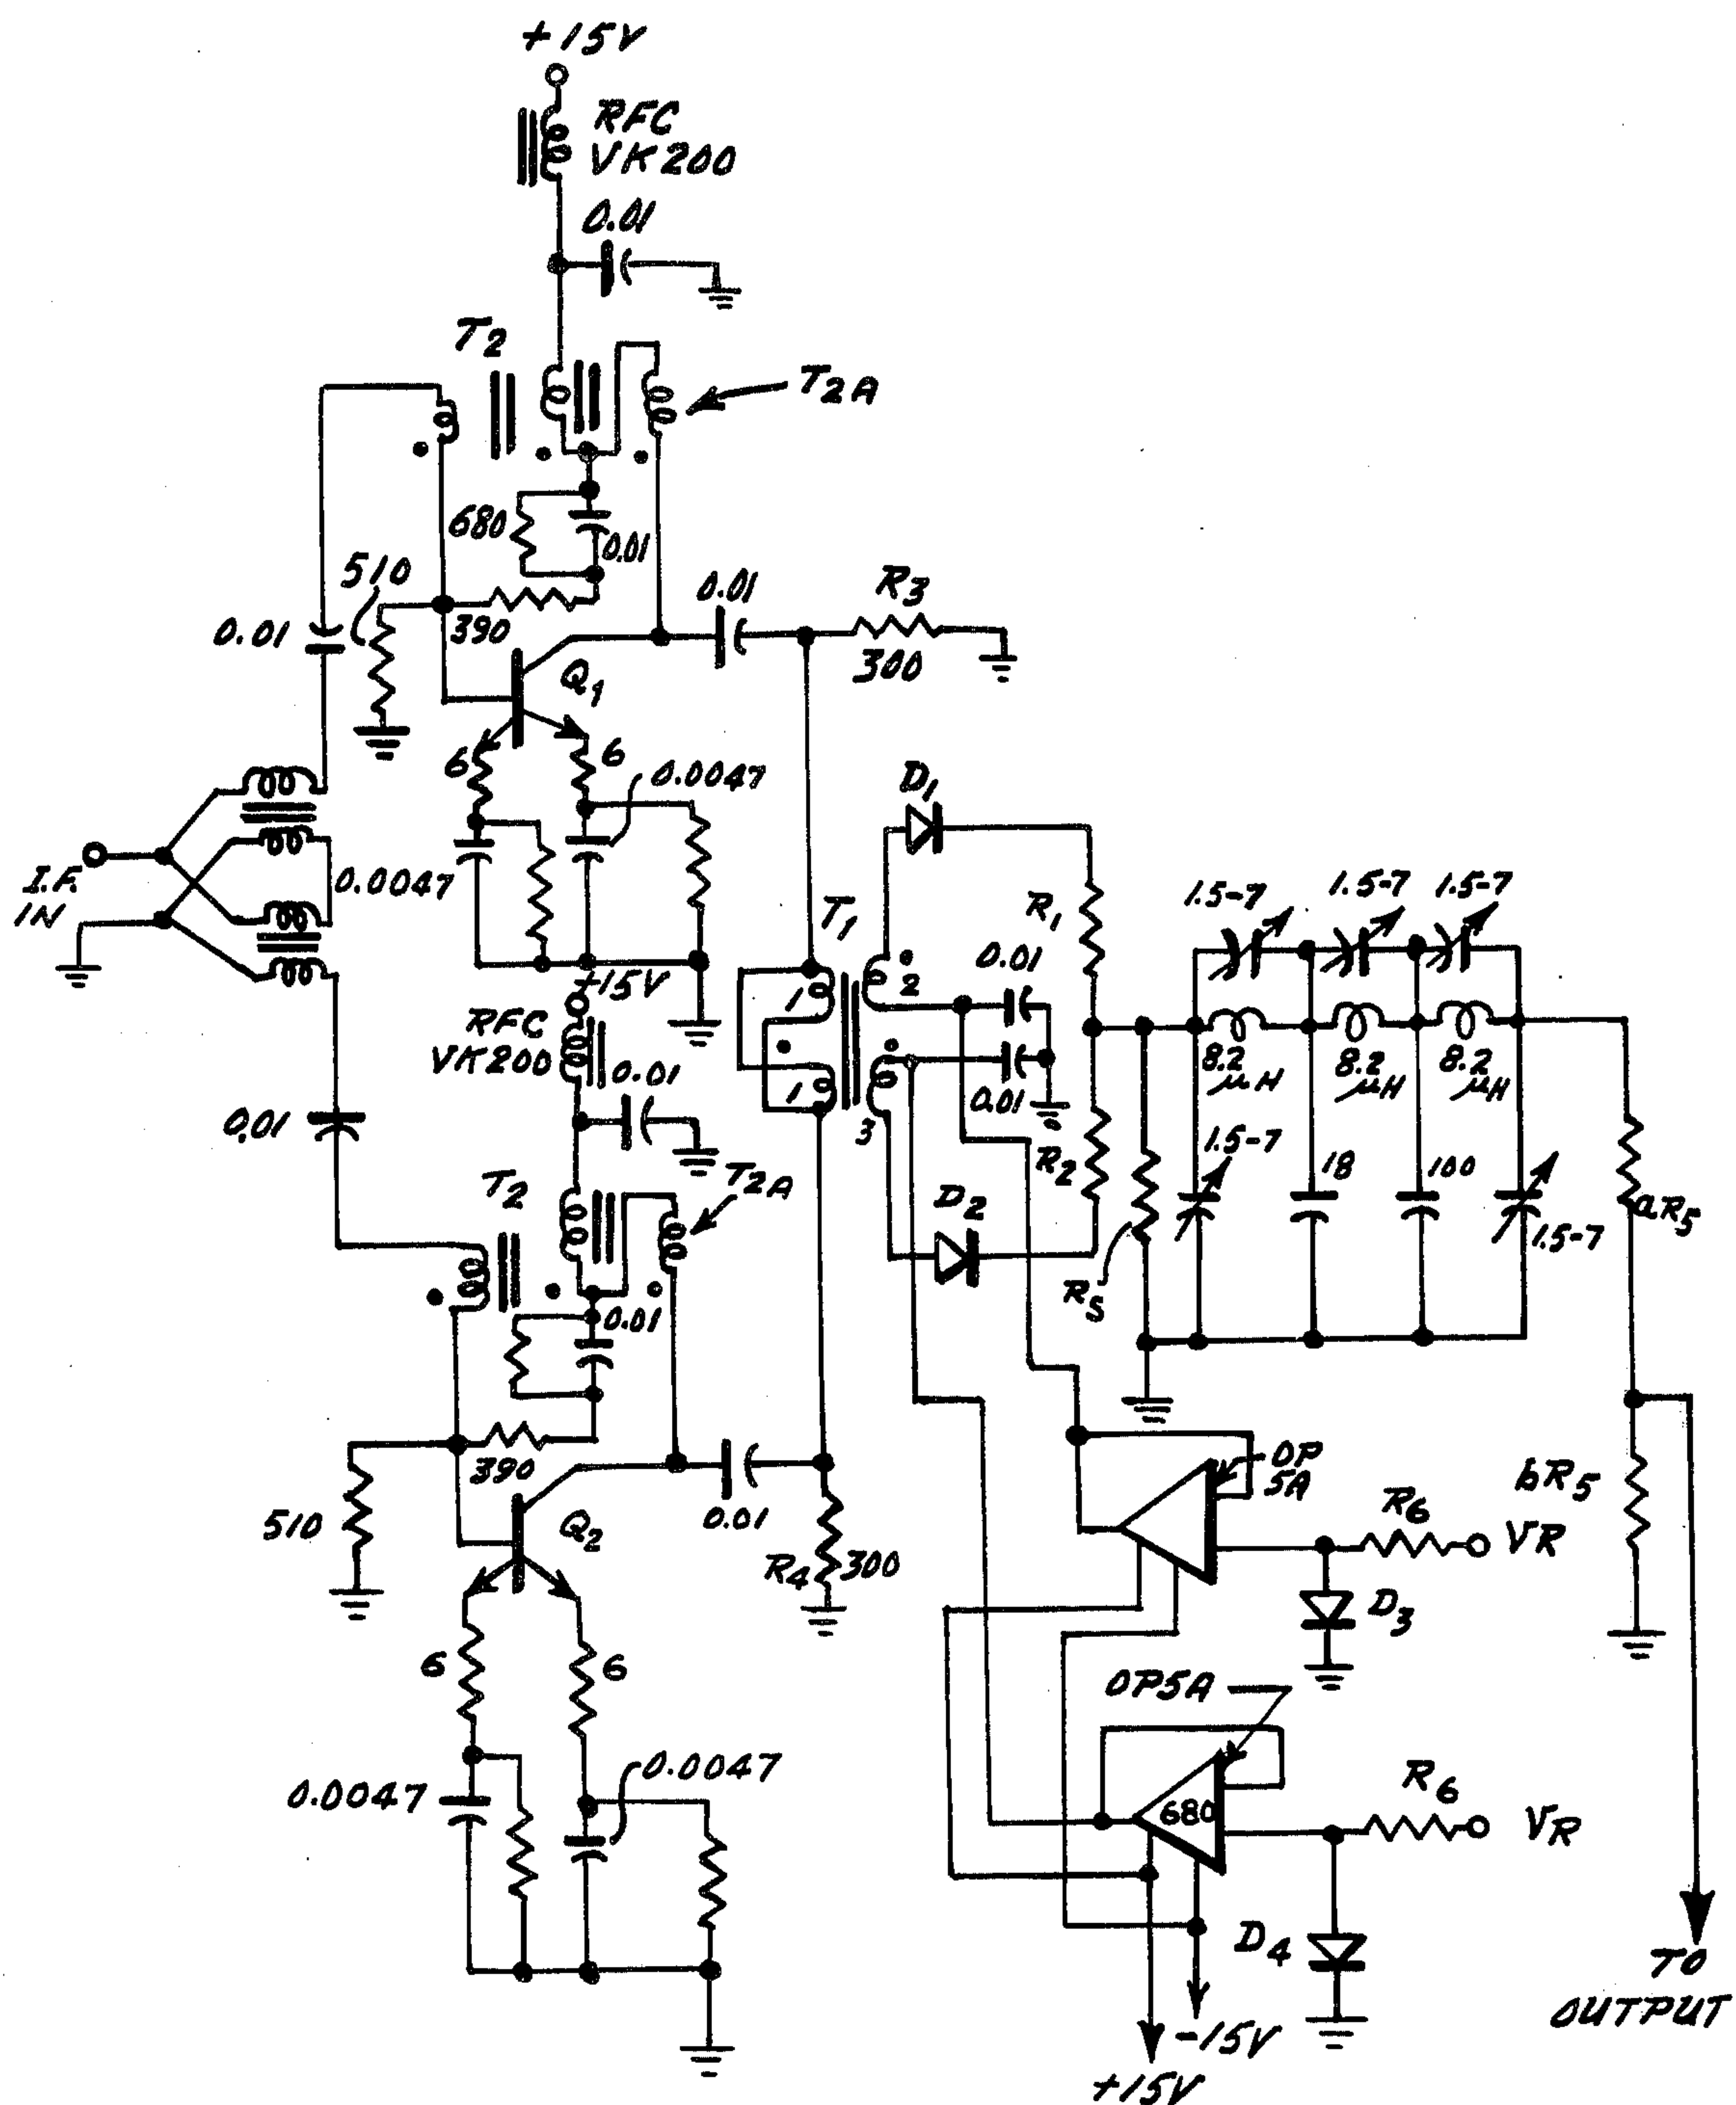 +15V
RFC
VK200
0.01
T2
T2A
680
0.01
510
0.01
390
0.01
R3
300
Q1
6
6
0.0047
D1
I.F.
IN
0.0047
T1
R1
0.01
1.5-7
1.5-7
1.5-7
1
2
+15V
RFC
VK200
0.01
1
3
0.01
8.2
μH
8.2
μH
8.2
μH
0.01
T2
T2A
R2
D2
R5
1.5-7
18
100
1.5-7
aR5
0.01
390
510
Q2
0.01
R4
300
OP
5A
R6
VR
D3
bR5
6
6
OP5A
0.0047
0.0047
680
R6
VR
D4
-15V
+15V
TO
OUTPUT